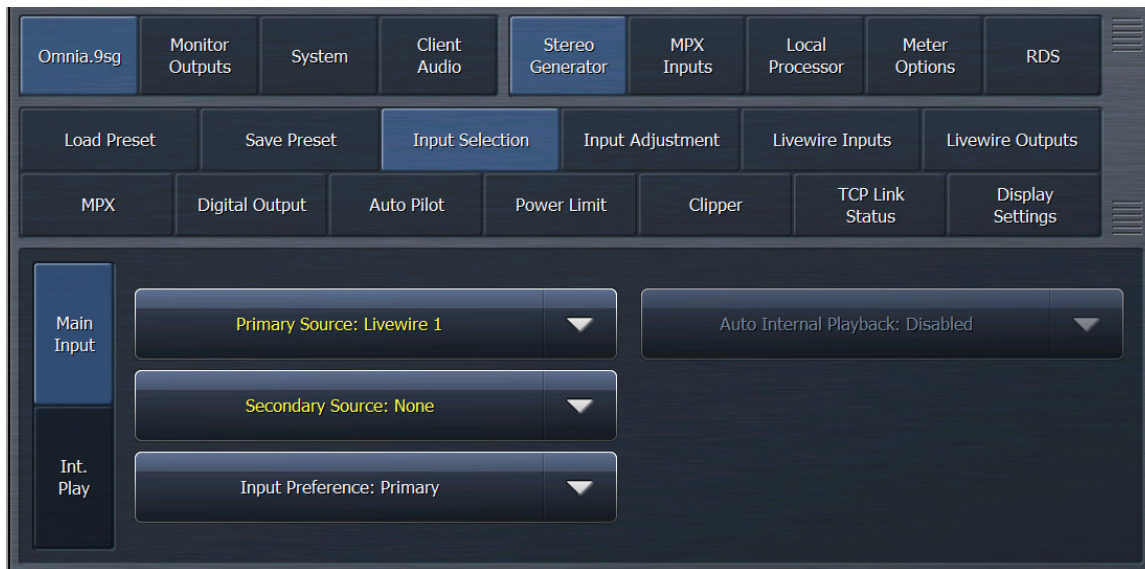 Omnia.9sg
Monitor
Outputs
System
Client
Audio
Stereo
Generator
MPX
Inputs
Local
Processor
Meter
Options
RDS
Load Preset
Save Preset
Input Selection
Input Adjustment
Livewire Inputs
Livewire Outputs
MPX
Digital Output
Auto Pilot
Power Limit
Clipper
TCP Link
Status
Display
Settings
Main
Input
Primary Source: Livewire 1
Auto Internal Playback: Disabled
Secondary Source: None
Int.
Play
Input Preference: Primary